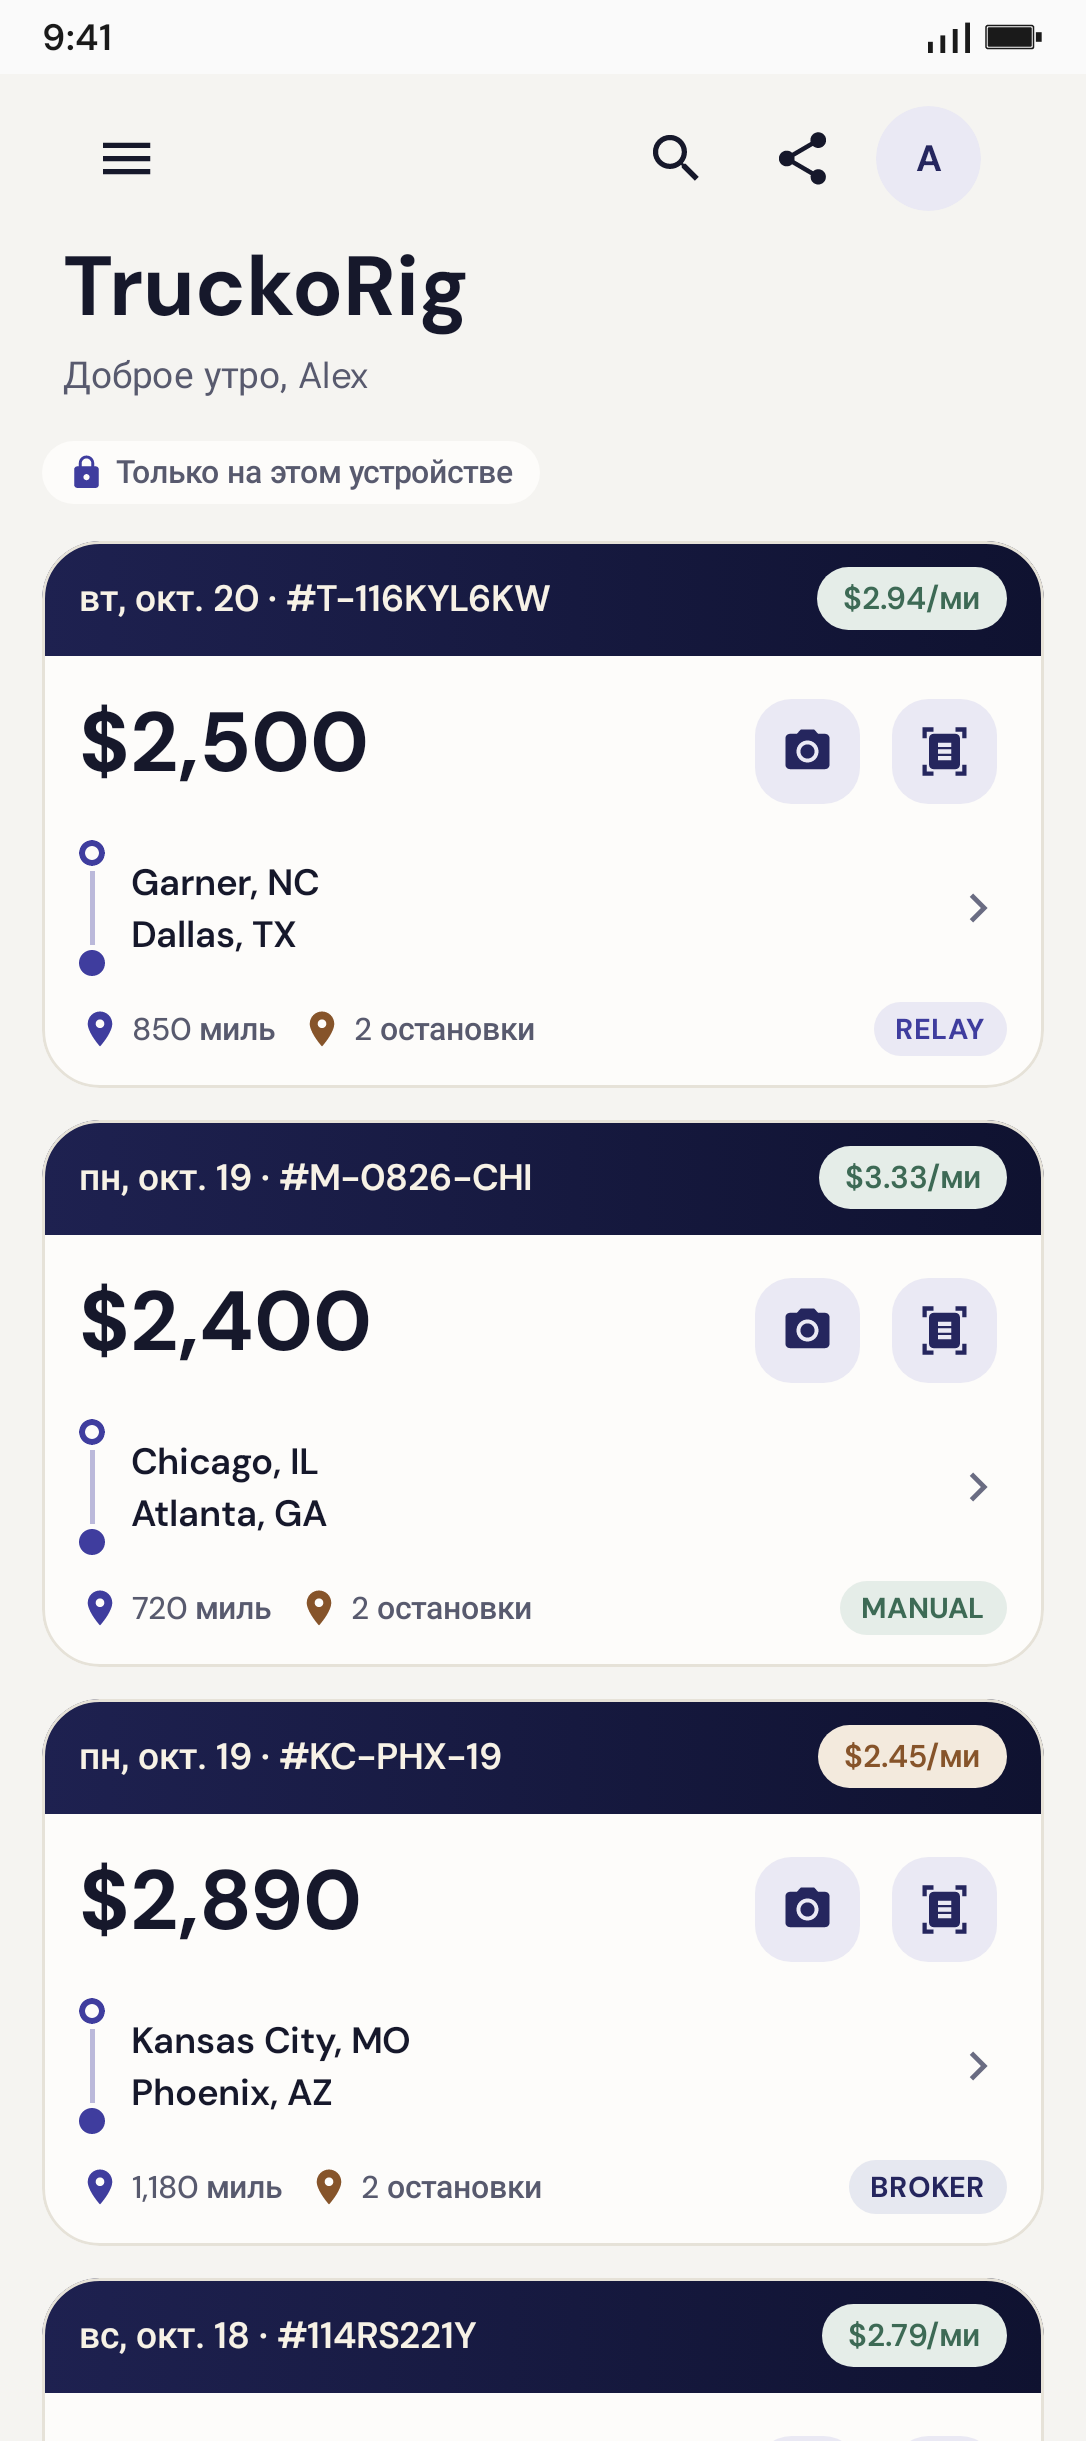 9:41
A
TruckoRig
Доброе утро, Alex
Только на этом устройстве
вт, окт. 20 · #T-116KYL6KW
$2.94/ми
$2,500
Garner, NC
Dallas, TX
850 миль
2 остановки
RELAY
пн, окт. 19 · #M-0826-CHI
$3.33/ми
$2,400
Chicago, IL
Atlanta, GA
720 миль
2 остановки
MANUAL
пн, окт. 19 · #KC-PHX-19
$2.45/ми
$2,890
Kansas City, MO
Phoenix, AZ
1,180 миль
2 остановки
BROKER
вс, окт. 18 · #114RS221Y
$2.79/ми